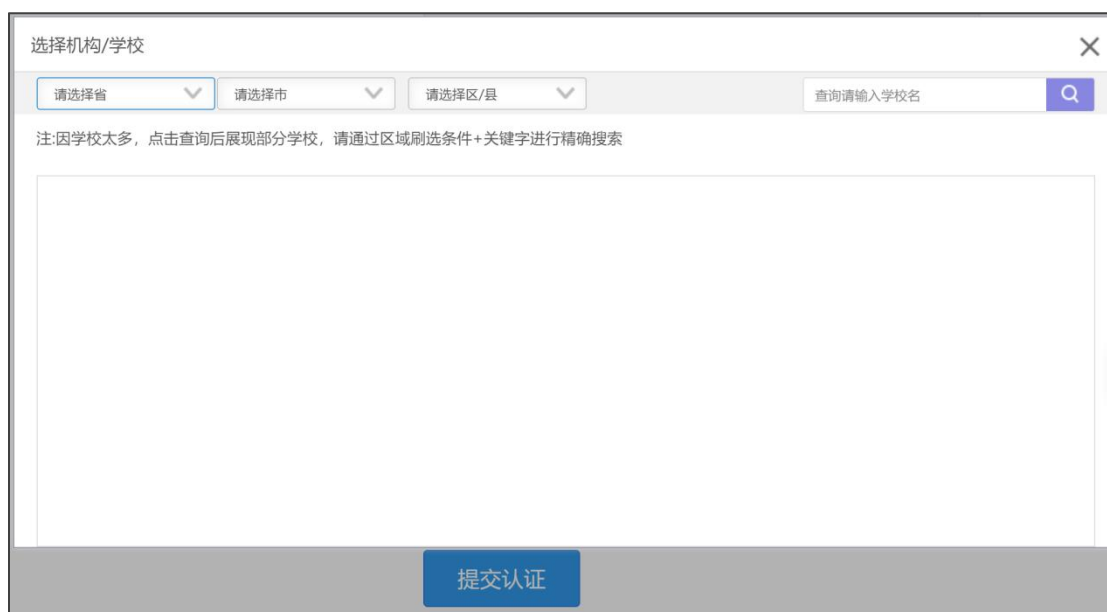 选择机构/学校
请选择省 请选择市 请选择区/县 查询请输入学校名
注:因学校太多，点击查询后展现部分学校，请通过区域刷选条件+关键字进行精确搜索
提交认证